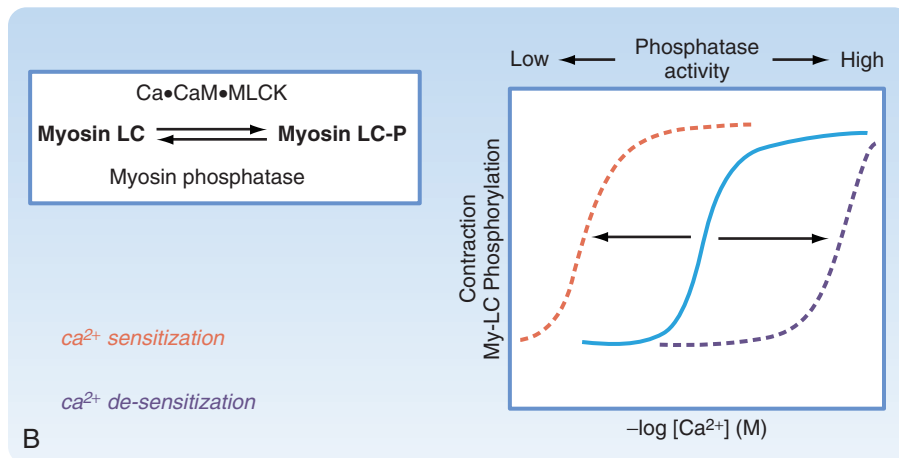 Ca•CaM•MLCK
Myosin LC Myosin LC-P
Myosin phosphatase
ca²⁺ sensitization
ca²⁺ de-sensitization
B
Phosphatase
Low activity High
Contraction
My-LC Phosphorylation
–log [Ca²⁺] (M)